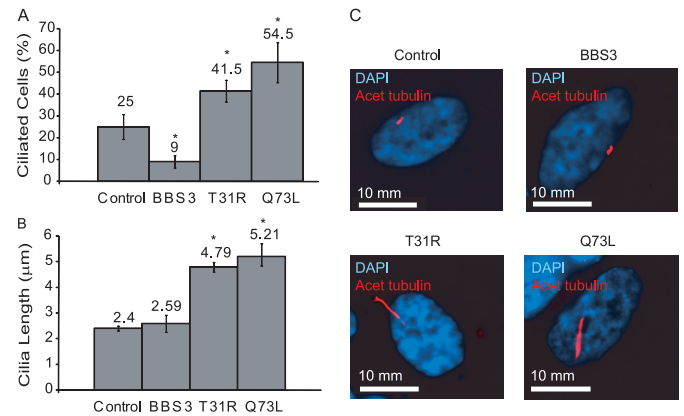 A
Ciliated Cells (%)
70
60
50
40
30
20
10
0
25
*
9
*
41.5
*
54.5
Control BBS3 T31R Q73L
B
Cilia Length (μm)
6
5
4
3
2
1
0
2.4
2.59
*
4.79
*
5.21
Control BBS3 T31R Q73L
C
Control
DAPI
Acet tubulin
10 mm
BBS3
DAPI
Acet tubulin
10 mm
T31R
DAPI
Acet tubulin
10 mm
Q73L
DAPI
Acet tubulin
10 mm